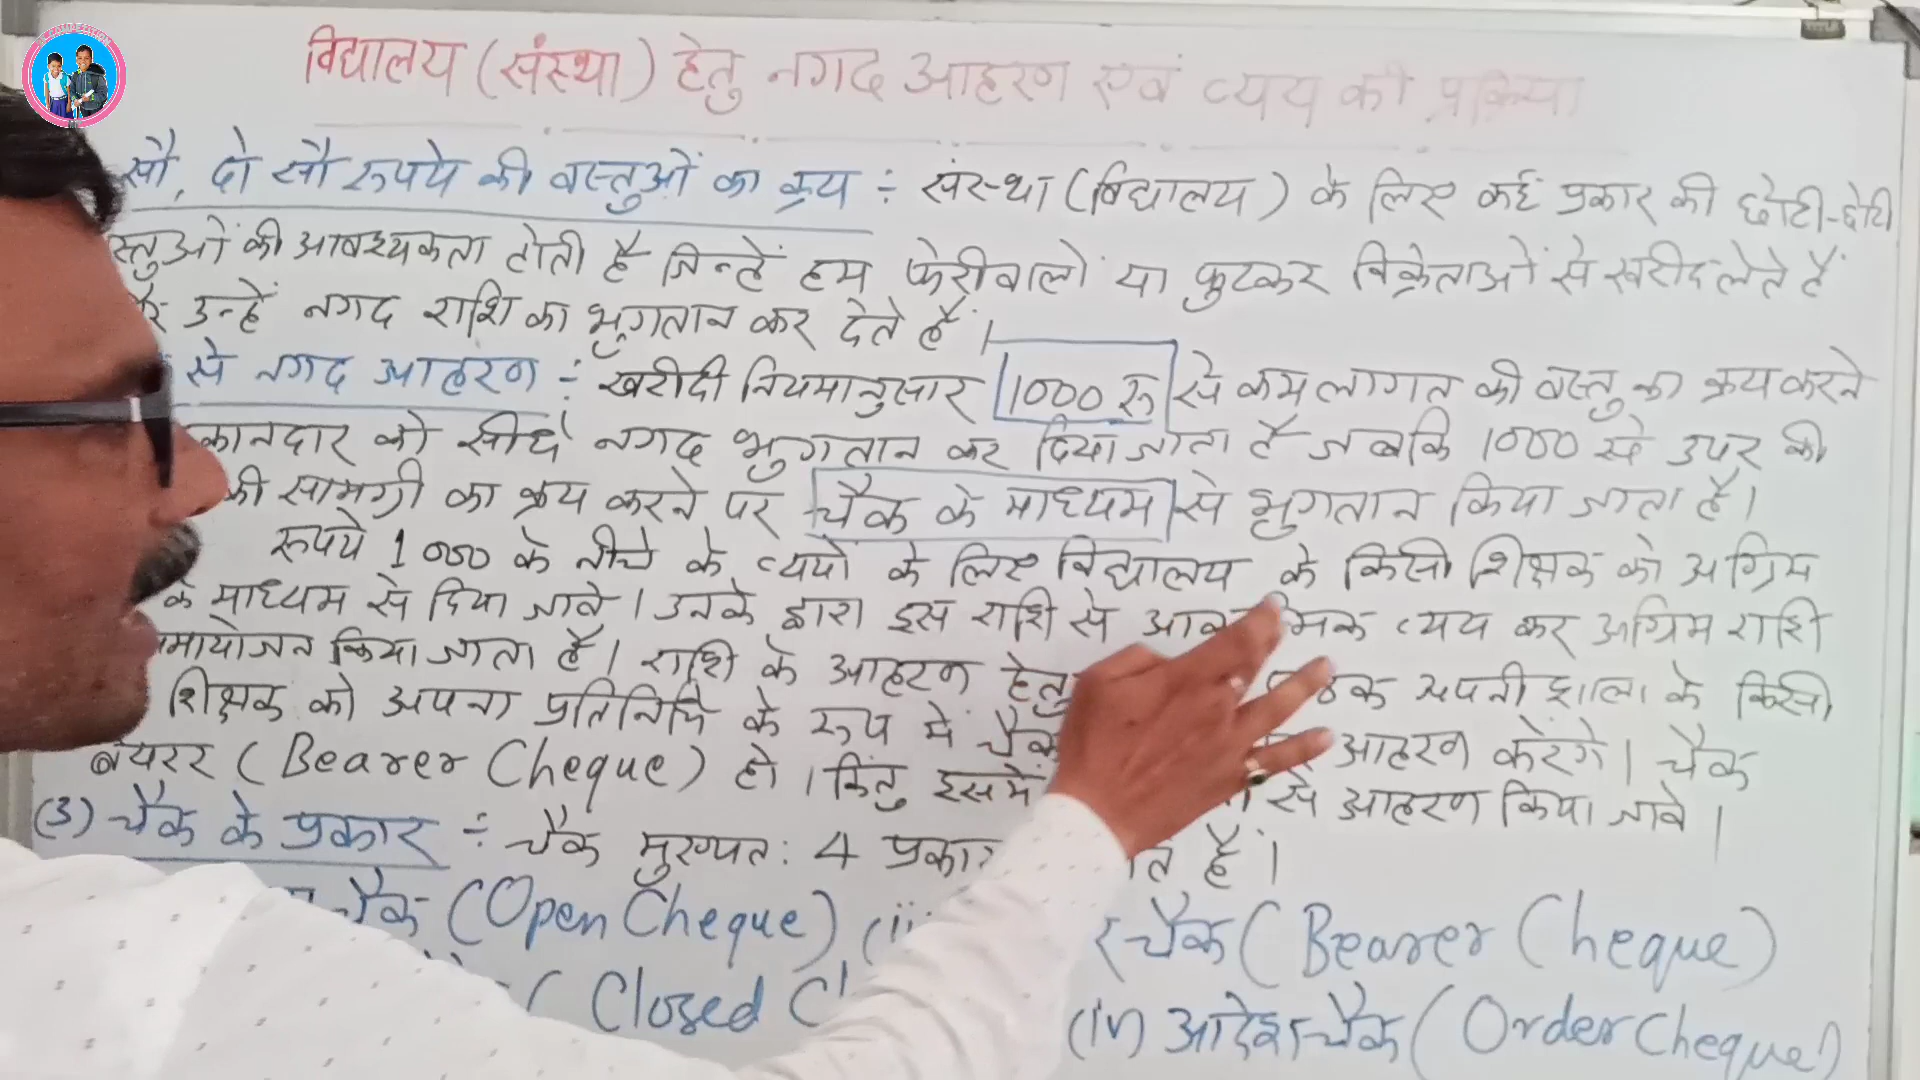 विद्यालय (संस्था) हेतु नगद आहरण एवं व्यय की प्रक्रिया
सौ, दो सौ रुपये की वस्तुओं का क्रय ÷ संस्था (विद्यालय) के लिए कई प्रकार की छोटी-छोटी
स्तुओं की आवश्यकता होती है जिन्हें हम फेरीवालों या फुटकर विक्रेताओं से खरीद लेते हैं
उन्हें नगद राशि का भुगतान कर देते हैं।
से नगद आहरण ÷ खरीदी नियमानुसार 1000 रु से कम लागत की वस्तु का क्रय करने
कानदार को सीधे नगद भुगतान कर दिया जाता है जबकि 1000 से उपर की
की सामग्री का क्रय करने पर चैक के माध्यम से भुगतान किया जाता है।
रुपये 1000 के नीचे के व्ययों के लिए विद्यालय के किसी शिक्षक को अग्रिम
के माध्यम से दिया जावे। उनके द्वारा इस राशि से व्यय कर अग्रिम राशि
मायोजन किया जाता है। राशि के आहरण हेतु ठक अपनी शाला के किसी
शिक्षक को अपना प्रतिनिधि के रूप में चैक आहरण करेंगे। चैक
बेयरर (Bearer Cheque) हो। किंतु इसमें से आहरण किया जावे।
(3) चैक के प्रकार ÷ चैक मुख्यत: 4 प्रकार हैं।
चैक (Open Cheque) (ii र चैक (Bearer Cheque)
( Closed C (iv) आदेश चैक (Order Cheque)